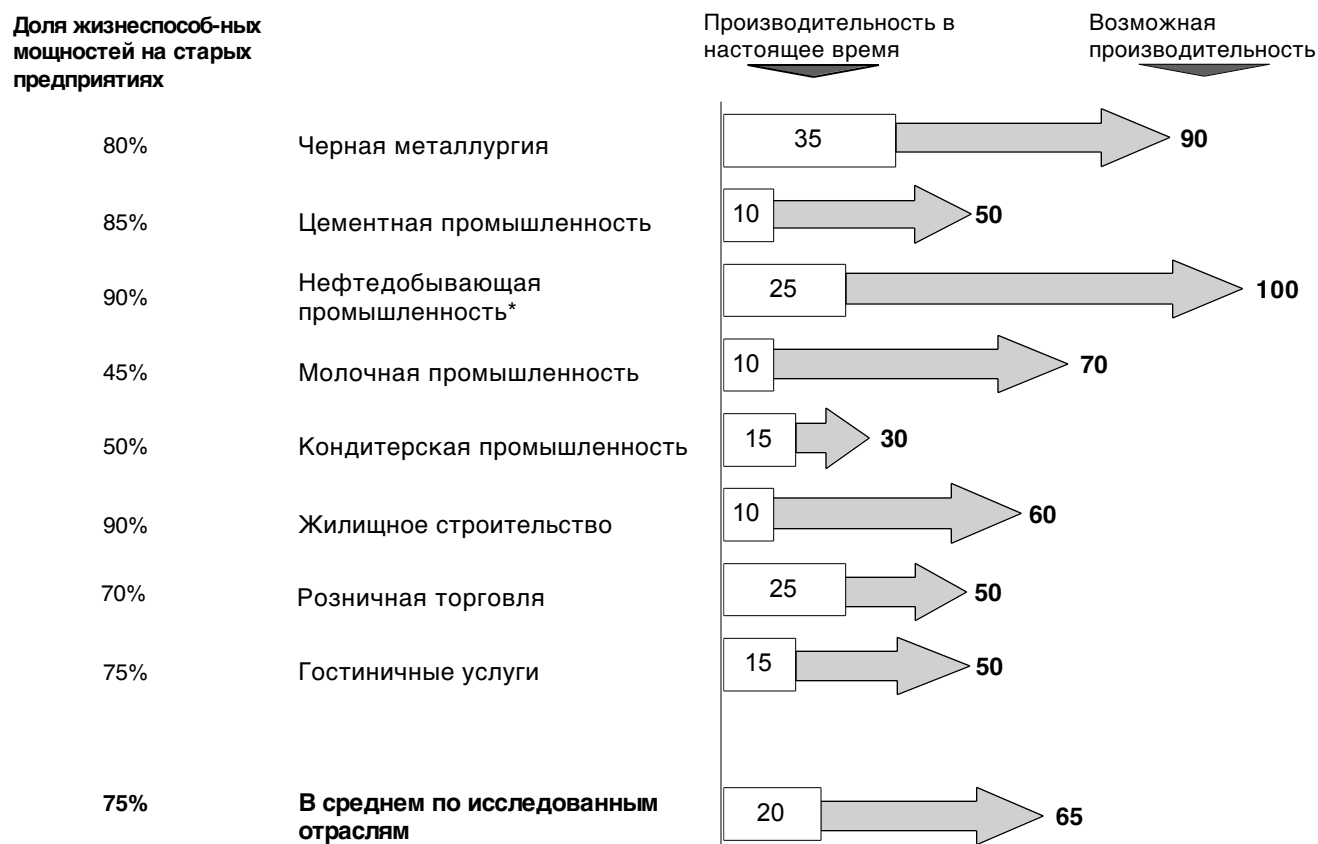 Доля жизнеспособ-ных
мощностей на старых
предприятиях
Производительность в
настоящее время
Возможная
производительность
80% Черная металлургия 35 90
85% Цементная промышленность 10 50
90% Нефтедобывающая
промышленность* 25 100
45% Молочная промышленность 10 70
50% Кондитерская промышленность 15 30
90% Жилищное строительство 10 60
70% Розничная торговля 25 50
75% Гостиничные услуги 15 50
75% В среднем по исследованным
отраслям 20 65